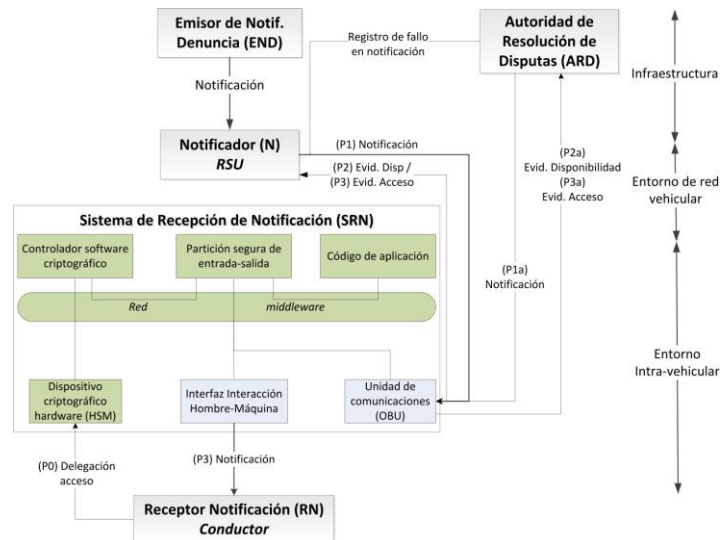 Emisor de Notif.
Denuncia (END)
Registro de fallo
en notificación
Autoridad de
Resolución de
Disputas (ARD)
Infraestructura
Notificación
Notificador (N)
RSU
(P1) Notificación
(P2) Evid. Disp /
(P3) Evid. Acceso
(P2a)
Evid. Disponibilidad
(P3a)
Evid. Acceso
Entorno de red
vehicular
Sistema de Recepción de Notificación (SRN)
Controlador software
criptográfico
Partición segura de
entrada-salida
Código de aplicación
(P1a)
Notificación
Red
middleware
Entorno
Intra-vehicular
Dispositivo
criptográfico
hardware (HSM)
Interfaz Interacción
Hombre-Máquina
Unidad de
comunicaciones
(OBU)
(P0) Delegación
acceso
(P3) Notificación
Receptor Notificación (RN)
Conductor